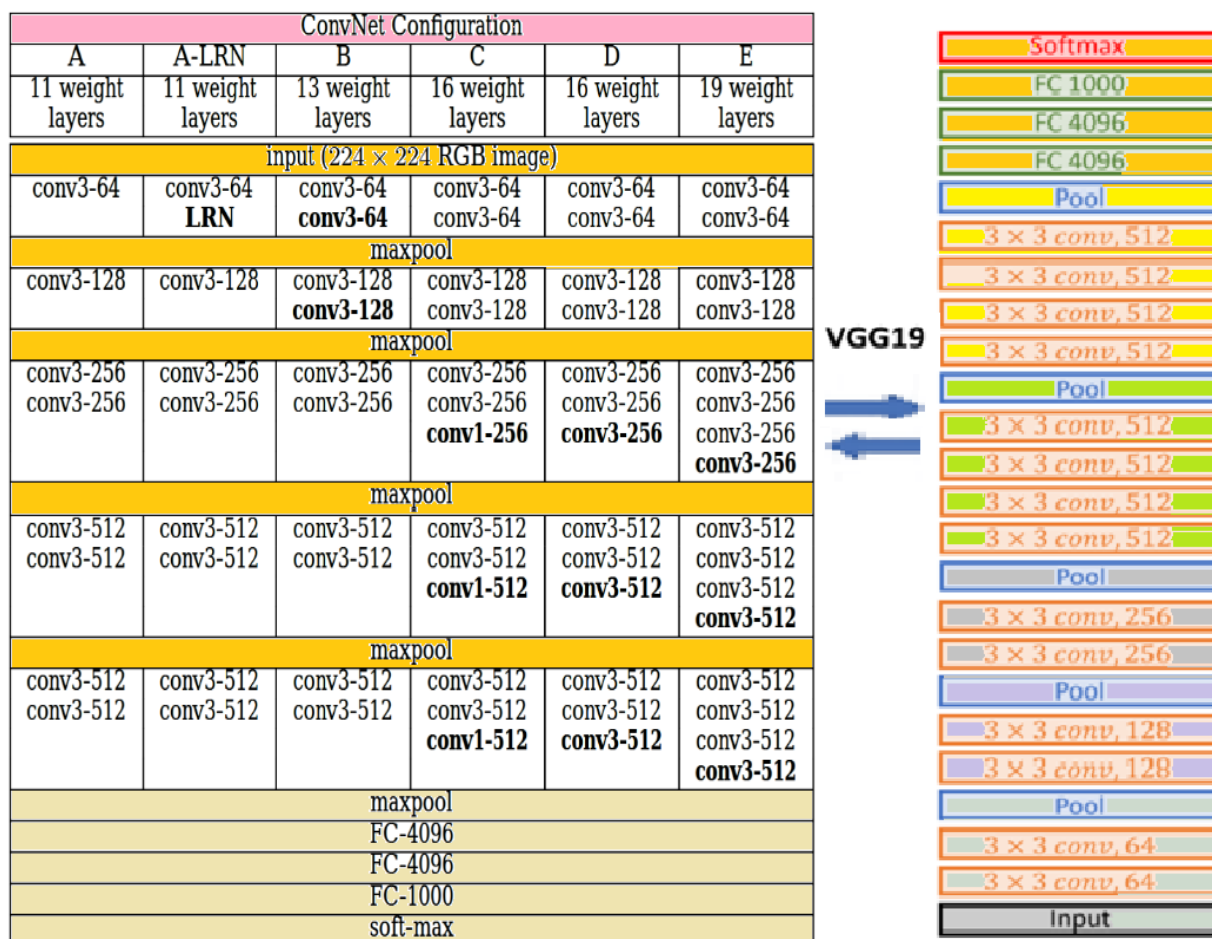 ConvNet Configuration
A A-LRN B C D E
11 weight 11 weight 13 weight 16 weight 16 weight 19 weight
layers layers layers layers layers layers
input (224 × 224 RGB image)
conv3-64 conv3-64 conv3-64 conv3-64 conv3-64 conv3-64
LRN conv3-64 conv3-64 conv3-64 conv3-64
maxpool
conv3-128 conv3-128 conv3-128 conv3-128 conv3-128 conv3-128
conv3-128 conv3-128 conv3-128 conv3-128
maxpool
conv3-256 conv3-256 conv3-256 conv3-256 conv3-256 conv3-256
conv3-256 conv3-256 conv3-256 conv3-256 conv3-256 conv3-256
conv1-256 conv3-256 conv3-256
conv3-256
maxpool
conv3-512 conv3-512 conv3-512 conv3-512 conv3-512 conv3-512
conv3-512 conv3-512 conv3-512 conv3-512 conv3-512 conv3-512
conv1-512 conv3-512 conv3-512
conv3-512
maxpool
conv3-512 conv3-512 conv3-512 conv3-512 conv3-512 conv3-512
conv3-512 conv3-512 conv3-512 conv3-512 conv3-512 conv3-512
conv1-512 conv3-512 conv3-512
conv3-512
maxpool
FC-4096
FC-4096
FC-1000
soft-max
VGG19
Softmax
FC 1000
FC 4096
FC 4096
Pool
3 × 3 conv, 512
3 × 3 conv, 512
3 × 3 conv, 512
3 × 3 conv, 512
Pool
3 × 3 conv, 512
3 × 3 conv, 512
3 × 3 conv, 512
3 × 3 conv, 512
Pool
3 × 3 conv, 256
3 × 3 conv, 256
Pool
3 × 3 conv, 128
3 × 3 conv, 128
Pool
3 × 3 conv, 64
3 × 3 conv, 64
Input